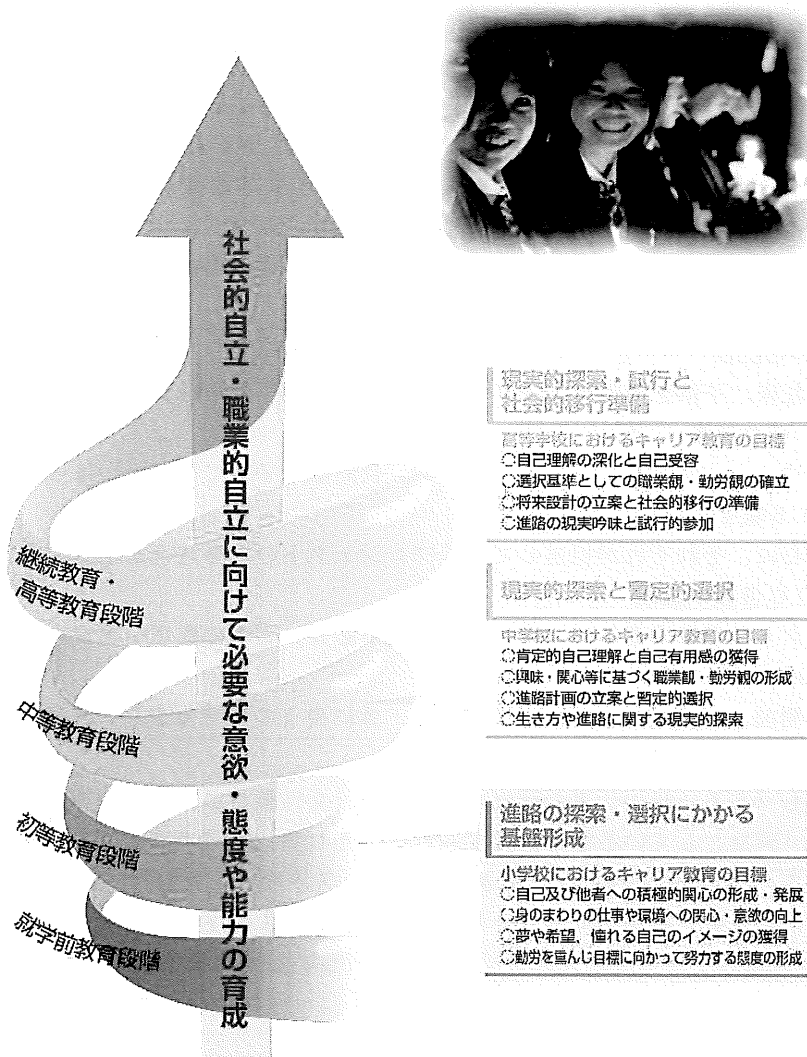 社会的自立・職業的自立に向けて必要な意欲・態度や能力の育成
継続教育・
高等教育段階
中等教育段階
初等教育段階
就学前教育段階
現実的探索・試行と
社会的移行準備
高等学校におけるキャリア教育の目標
○自己理解の深化と自己受容
○選択基準としての職業観・勤労観の確立
○将来設計の立案と社会的移行の準備
○進路の現実吟味と試行的参加
現実的探索と暫定的選択
中学校におけるキャリア教育の目標
○肯定的自己理解と自己有用感の獲得
○興味・関心等に基づく職業観・勤労観の形成
○進路計画の立案と暫定的選択
○生き方や進路に関する現実的探索
進路の探索・選択にかかる
基盤形成
小学校におけるキャリア教育の目標
○自己及び他者への積極的関心の形成・発展
○身のまわりの仕事や環境への関心・意欲の向上
○夢や希望、憧れる自己のイメージの獲得
○勤労を重んじ目標に向かって努力する態度の形成